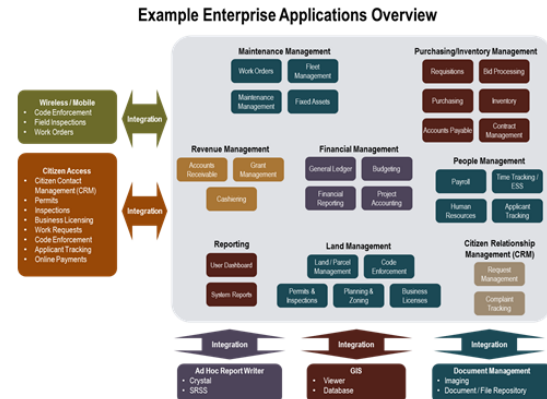 Example Enterprise Applications Overview
Maintenance Management
Work Orders
Fleet
Management
Maintenance
Management
Fixed Assets
Purchasing/Inventory Management
Requisitions
Bid Processing
Purchasing
Inventory
Accounts Payable
Contract
Management
Wireless / Mobile
• Code Enforcement
• Field Inspections
• Work Orders
Integration
Citizen Access
• Citizen Contact
Management (CRM)
• Permits
• Inspections
• Business Licensing
• Work Requests
• Code Enforcement
• Applicant Tracking
• Online Payments
Integration
Revenue Management
Accounts
Receivable
Grant
Management
Cashiering
Financial Management
General Ledger
Budgeting
Financial
Reporting
Project
Accounting
People Management
Payroll
Time Tracking /
ESS
Human
Resources
Applicant
Tracking
Reporting
User Dashboard
System Reports
Land Management
Land / Parcel
Management
Code
Enforcement
Permits &
Inspections
Planning &
Zoning
Business
Licenses
Citizen Relationship
Management (CRM)
Request
Management
Compliant
Tracking
Integration
Integration
Integration
Ad Hoc Report Writer
• Crystal
• SRSS
GIS
• Viewer
• Database
Document Management
• Imaging
• Document / File Repository